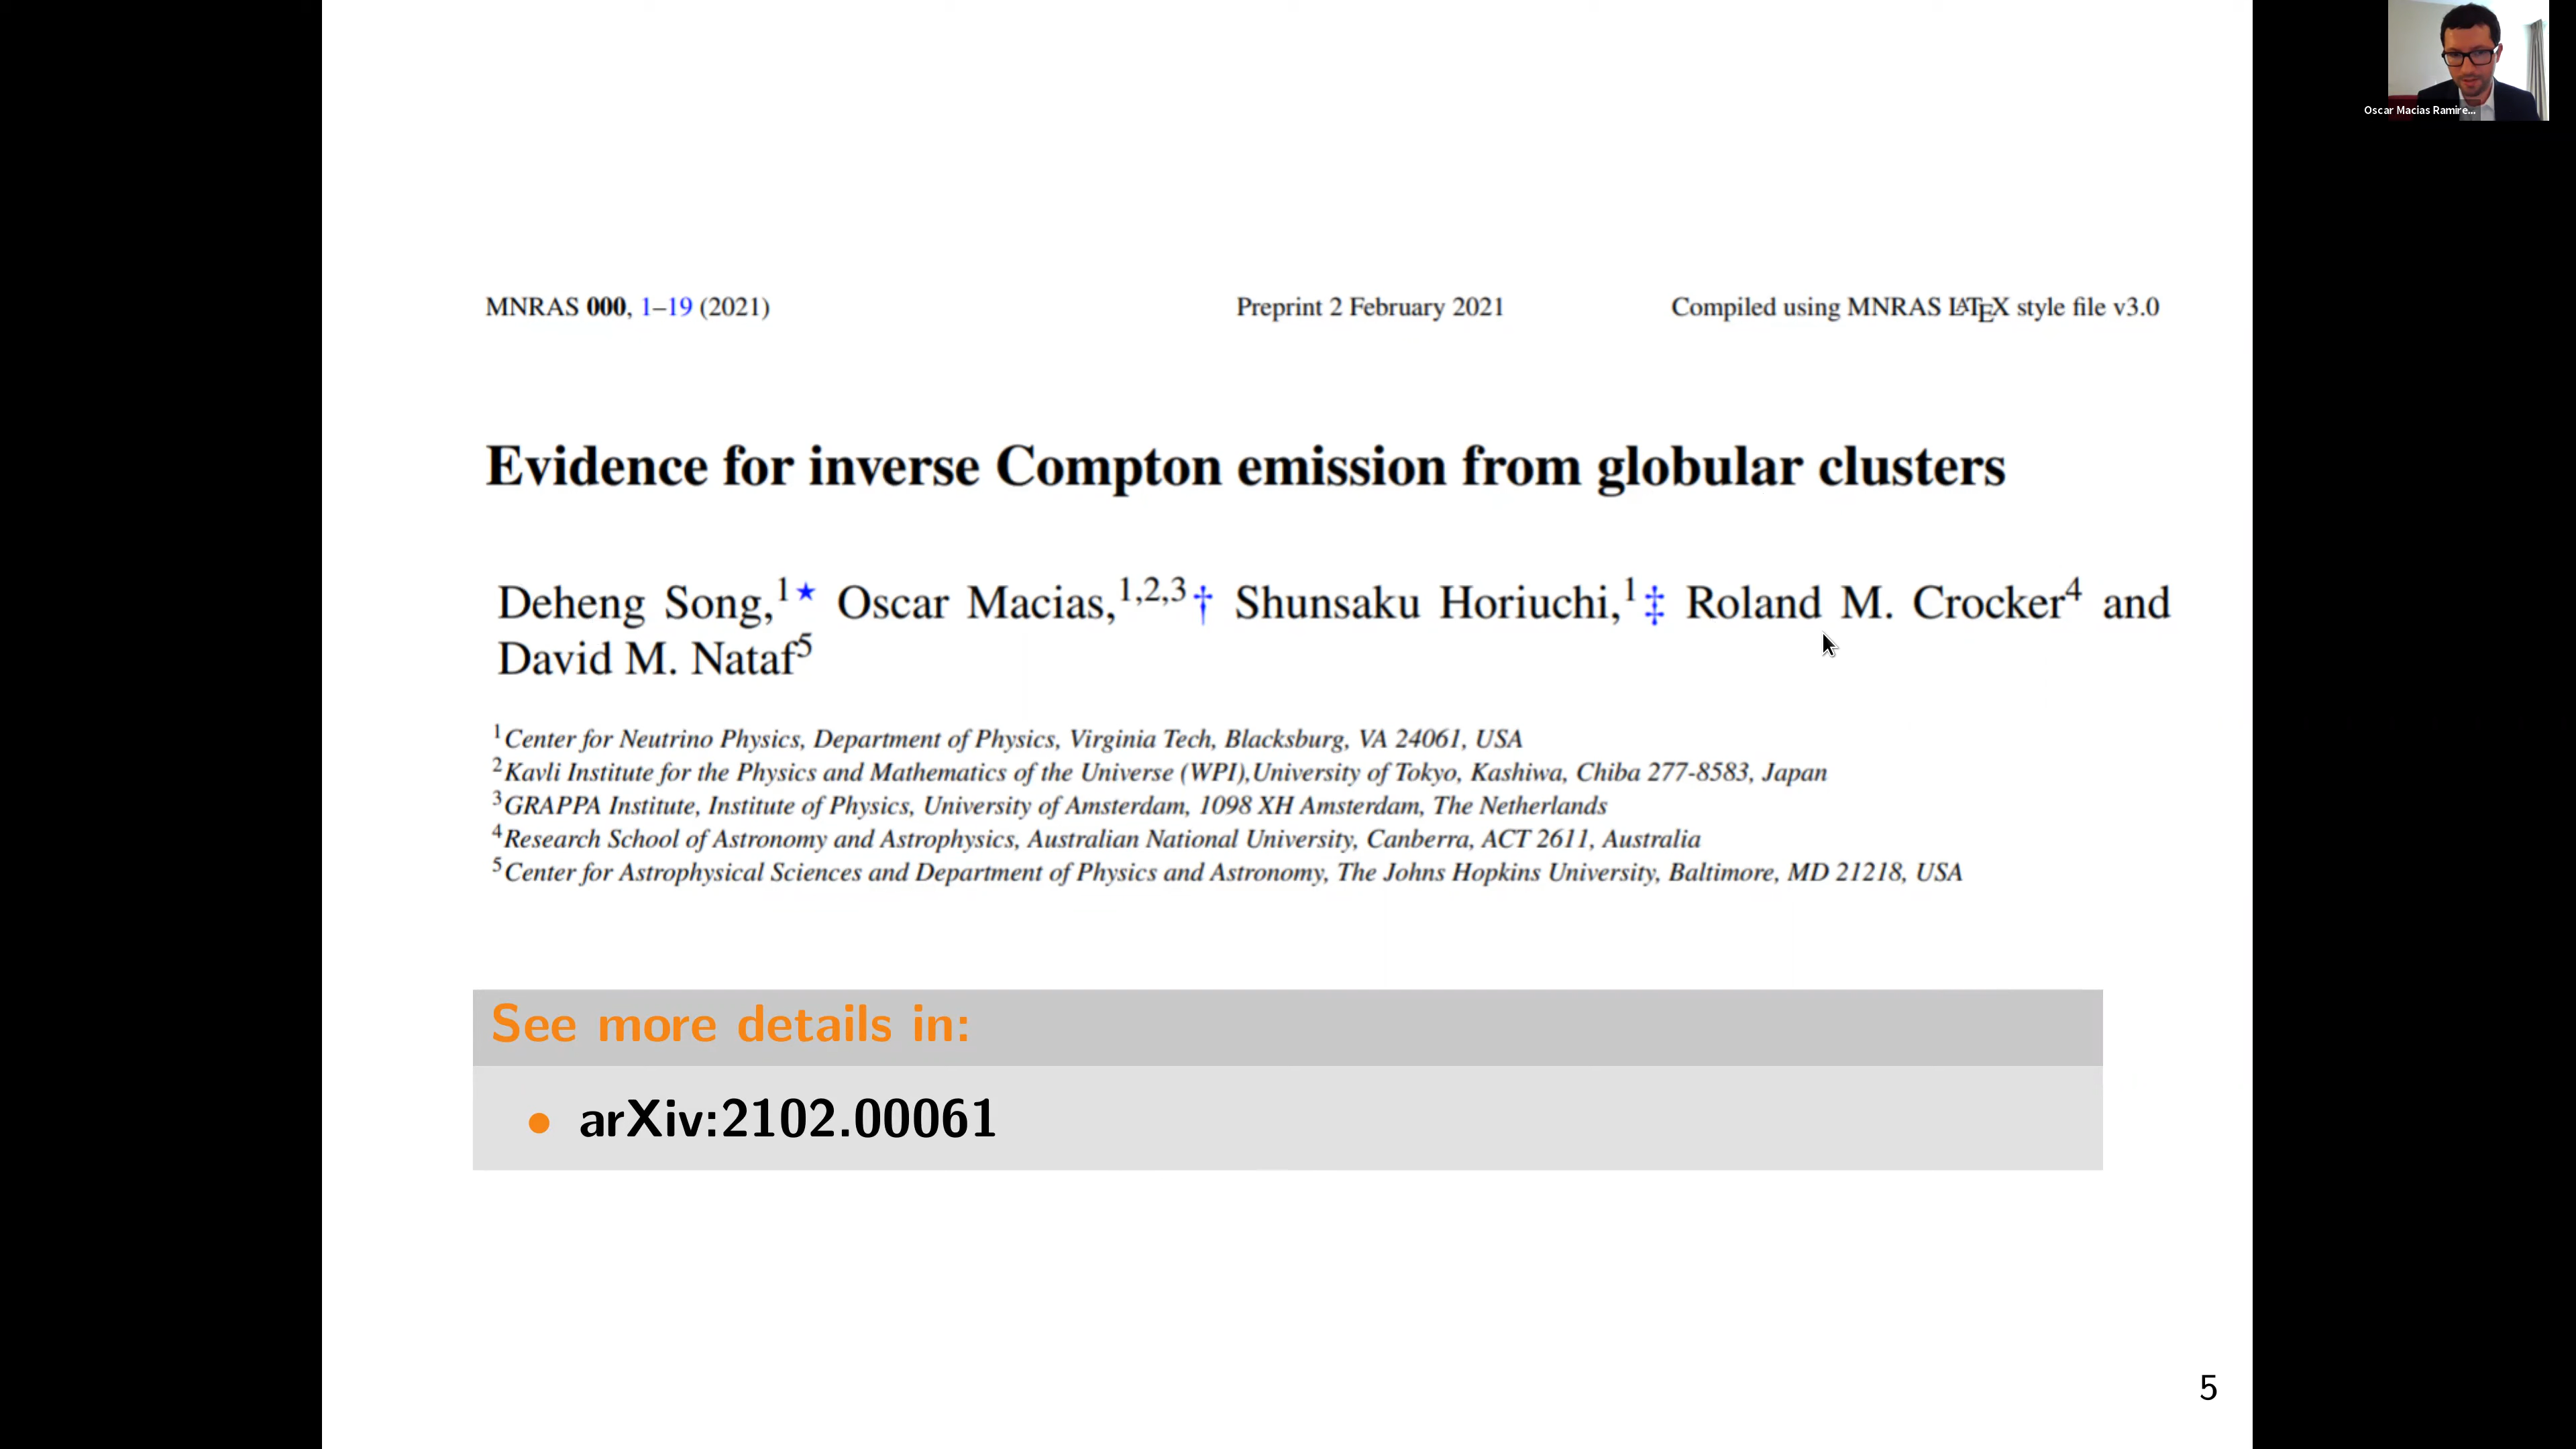 Oscar Macias Ramire...
MNRAS 000, 1–19 (2021) Preprint 2 February 2021 Compiled using MNRAS LATEX style file v3.0
Evidence for inverse Compton emission from globular clusters
Deheng Song,1★ Oscar Macias,1,2,3† Shunsaku Horiuchi,1‡ Roland M. Crocker4 and
David M. Nataf5
1Center for Neutrino Physics, Department of Physics, Virginia Tech, Blacksburg, VA 24061, USA
2Kavli Institute for the Physics and Mathematics of the Universe (WPI),University of Tokyo, Kashiwa, Chiba 277-8583, Japan
3GRAPPA Institute, Institute of Physics, University of Amsterdam, 1098 XH Amsterdam, The Netherlands
4Research School of Astronomy and Astrophysics, Australian National University, Canberra, ACT 2611, Australia
5Center for Astrophysical Sciences and Department of Physics and Astronomy, The Johns Hopkins University, Baltimore, MD 21218, USA
See more details in:
• arXiv:2102.00061
5